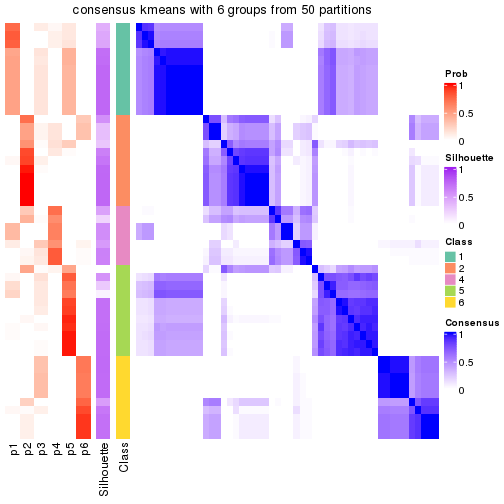 consensus kmeans with 6 groups from 50 partitions
Prob
1
0.5
0
Silhouette
1
0.5
0
Class
1
2
4
5
6
Consensus
1
0.5
0
p1
p2
p3
p4
p5
p6
Silhouette
Class